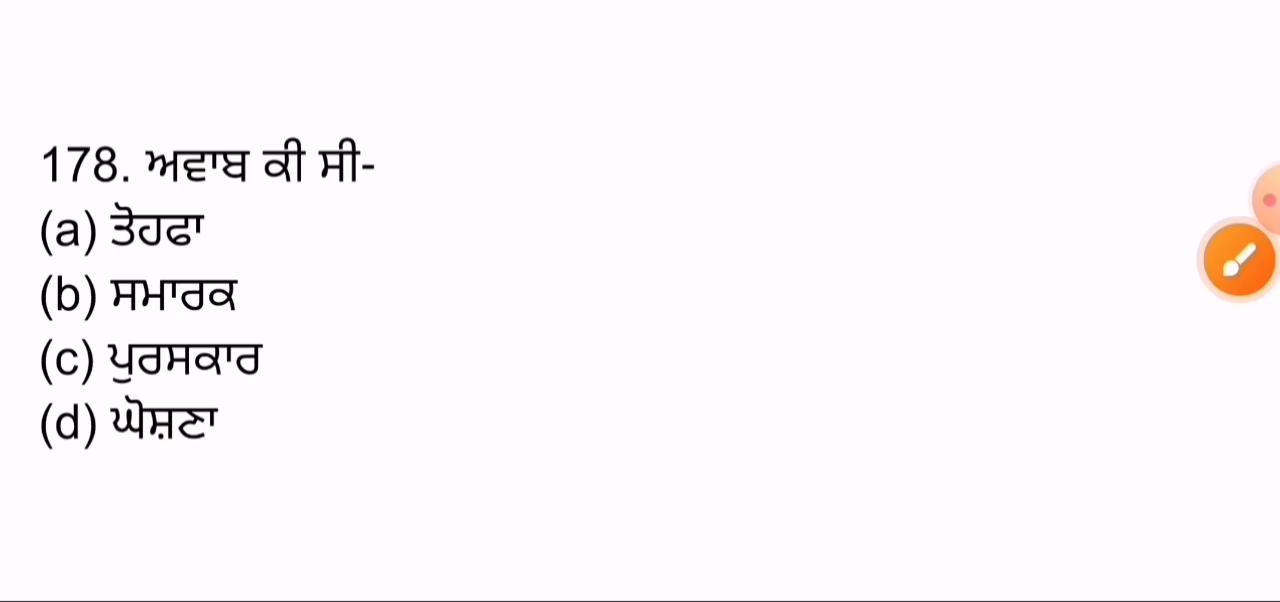 178. ਅਵਾਬ ਕੀ ਸੀ-
(a) ਤੋਹਫਾ
(b) ਸਮਾਰਕ
(c) ਪੁਰਸਕਾਰ
(d) ਘੋਸ਼ਣਾ